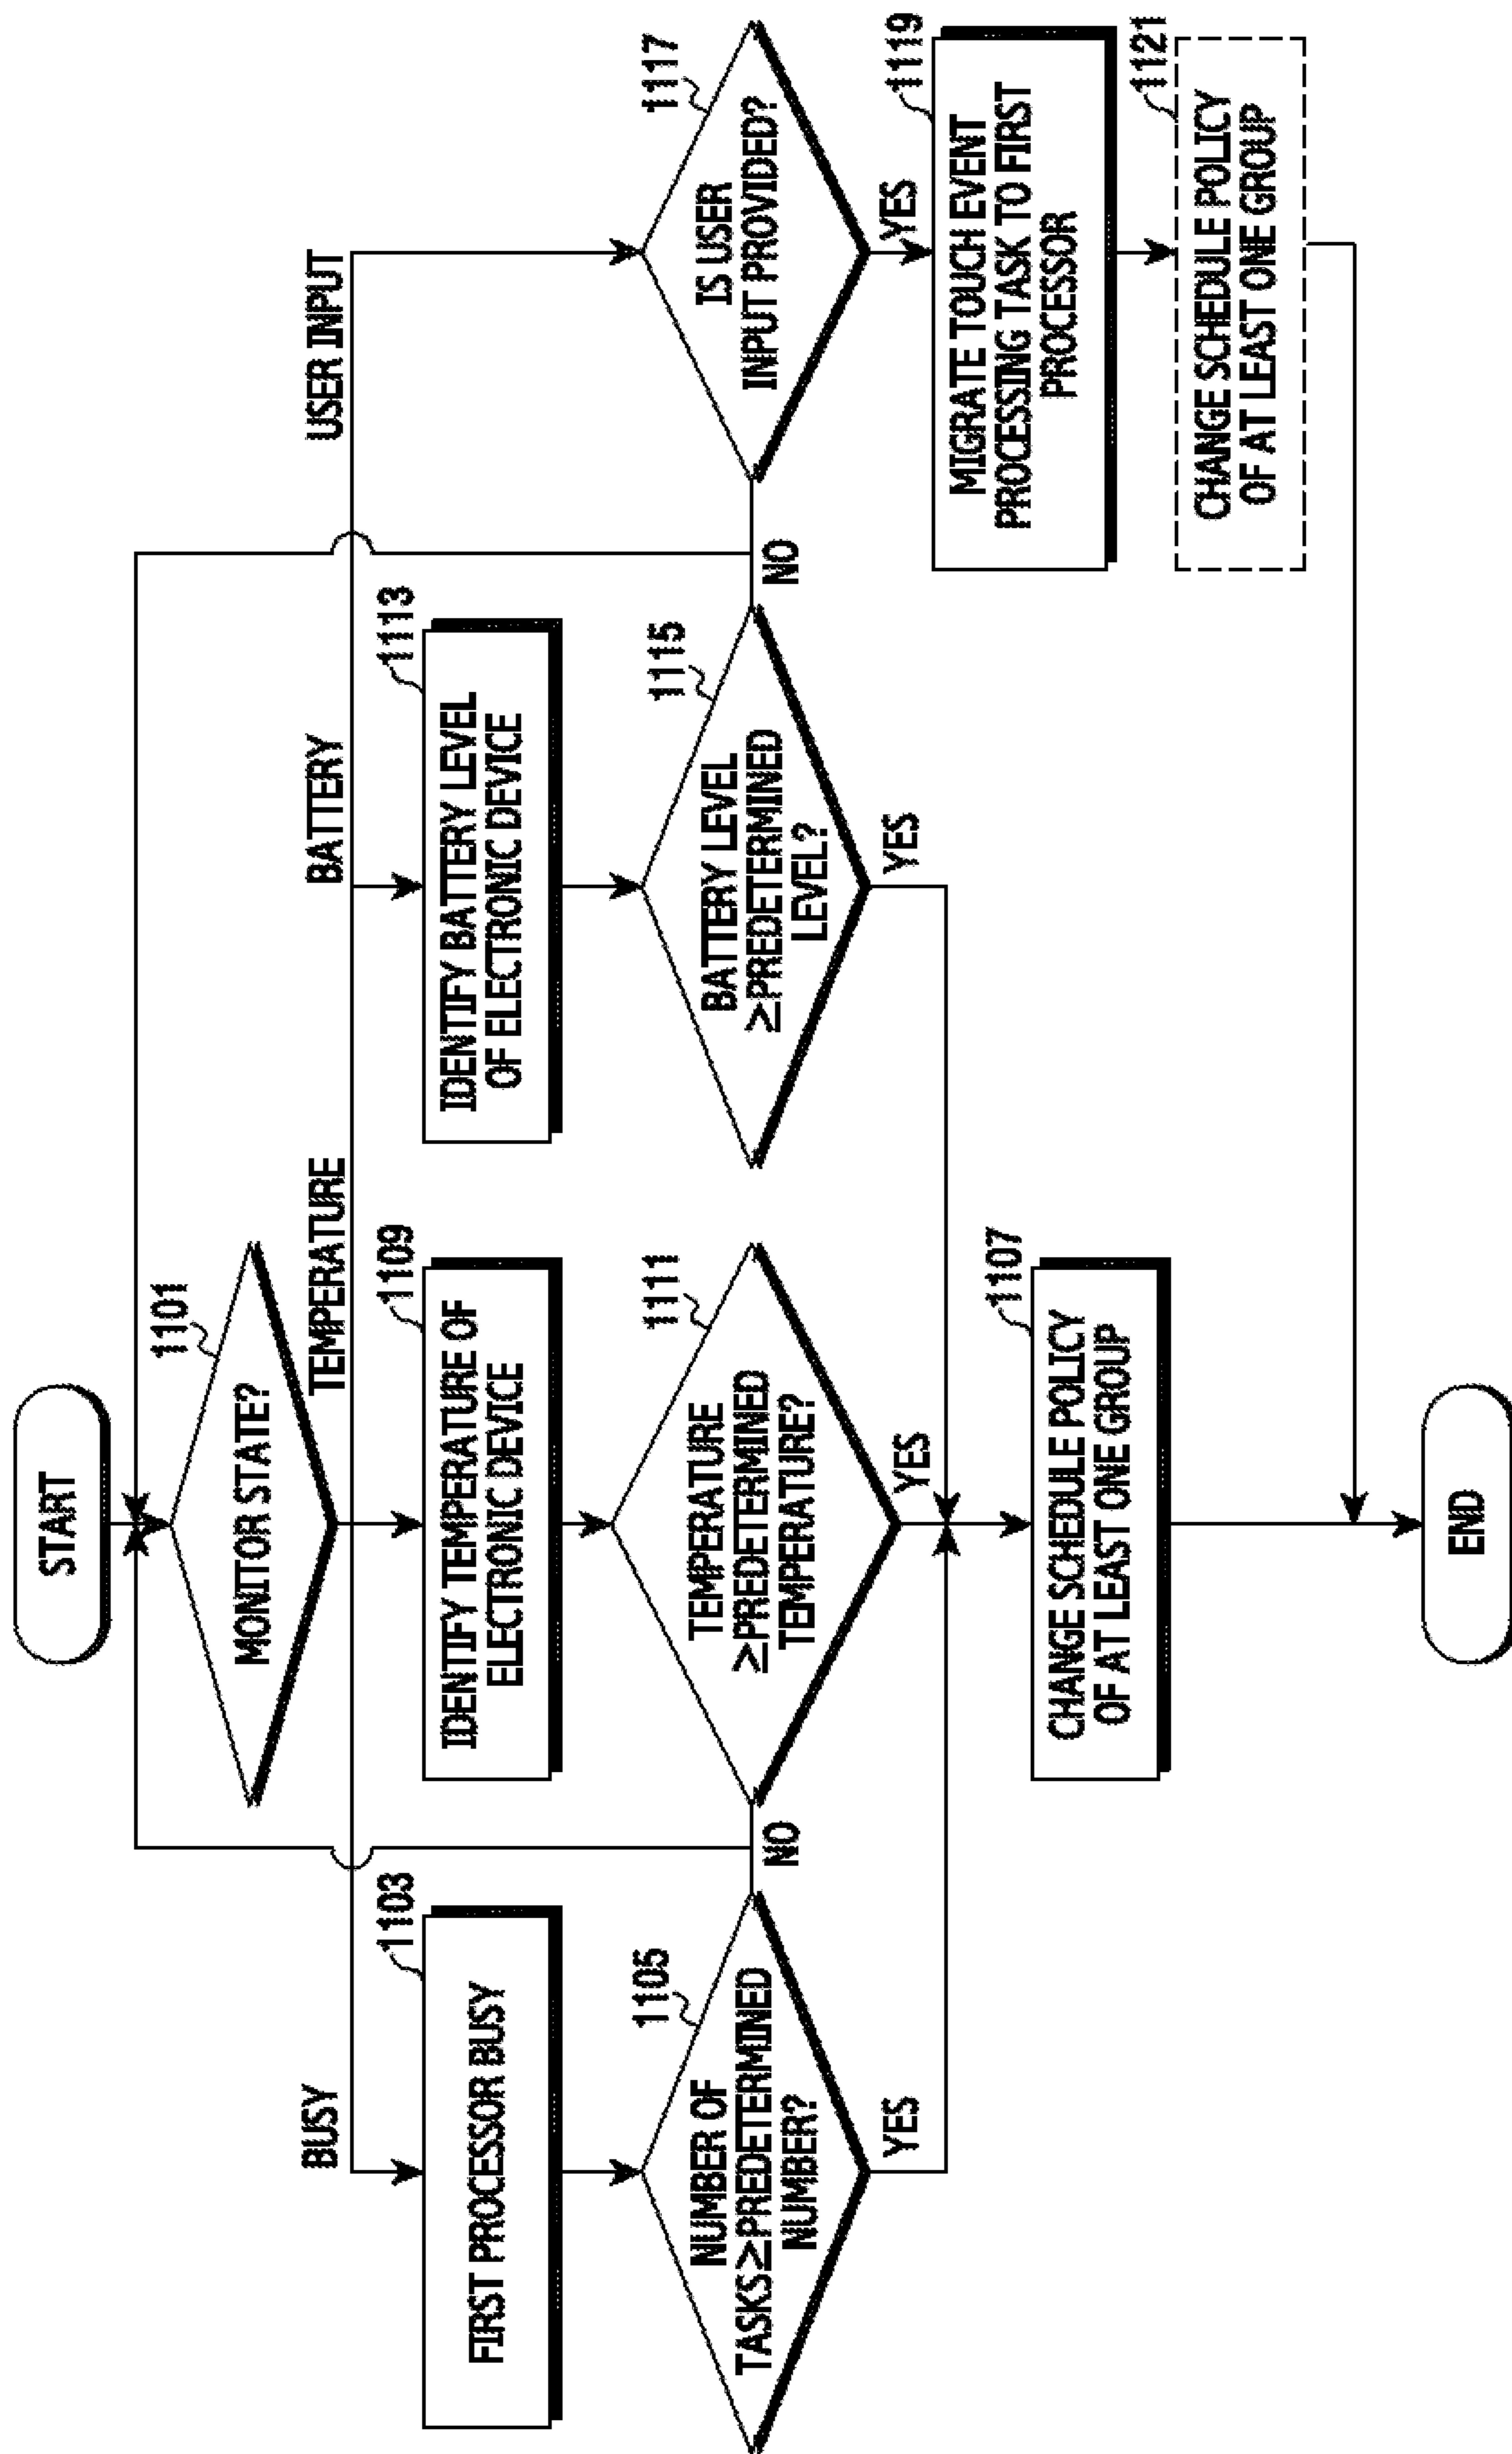 START
1101
MONITOR STATE?
BUSY
TEMPERATURE
BATTERY
USER INPUT
1103
FIRST PROCESSOR BUSY
1109
IDENTIFY TEMPERATURE OF
ELECTRONIC DEVICE
1113
IDENTIFY BATTERY LEVEL
OF ELECTRONIC DEVICE
1105
NUMBER OF
TASKS≥PREDETERMINED
NUMBER?
NO
YES
1111
TEMPERATURE
≥PREDETERMINED
TEMPERATURE?
YES
1115
BATTERY LEVEL
≥PREDETERMINED
LEVEL?
NO
YES
1117
IS USER
INPUT PROVIDED?
YES
1107
CHANGE SCHEDULE POLICY
OF AT LEAST ONE GROUP
1119
MIGRATE TOUCH EVENT
PROCESSING TASK TO FIRST
PROCESSOR
1121
CHANGE SCHEDULE POLICY
OF AT LEAST ONE GROUP
END